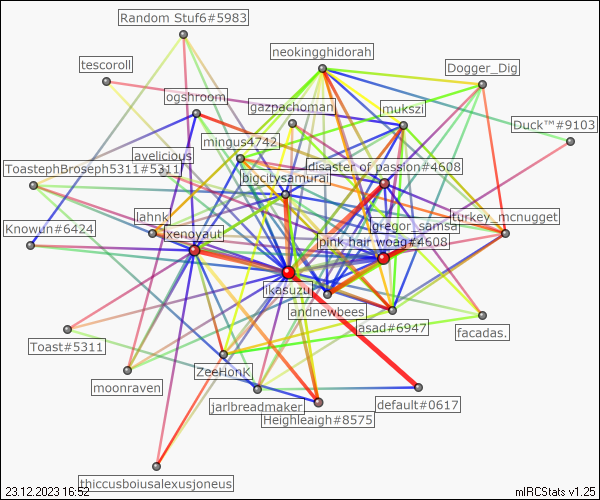 Random Stuf6#5983
neokingghidorah
tescoroll
Dogger_Dig
ogshroom
gazpachoman
mukszi
Duck™#9103
mingus4742
avelicious
disaster of passion#4608
ToastephBroseph5311#5311
bigcitysamurai
lahnk
gregor_samsa
turkey_mcnugget
Knowun#6424
xenoyaut
pink hair woag#4608
ikasuzu
andnewbees
asad#6947
facadas.
Toast#5311
ZeeHonK
moonraven
jarlbreadmaker
default#0617
Heighleaigh#8575
thiccusboiusalexusjoneus
23.12.2023 16:52
mIRCStats v1.25